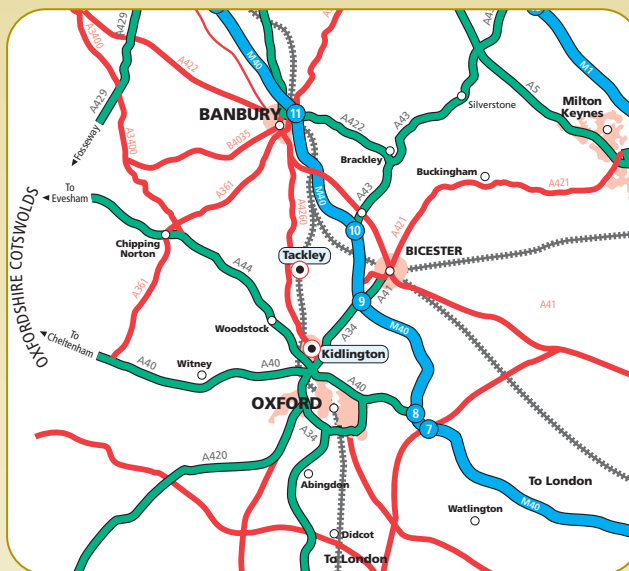 A429
A3400
A422
M40
A43
M1
A429
Fosseway
A3400
BANBURY
11
A422
A43
Silverstone
A5
Milton
Keynes
B4035
Brackley
Buckingham
A421
To
Evesham
A361
A4260
M40
A43
A421
OXFORDSHIRE COTSWOLDS
Chipping
Norton
10
A44
Tackley
BICESTER
A361
9
A41
A41
Woodstock
A34
M40
To
Cheltenham
A40
Witney
A40
Kidlington
A40
OXFORD
8
7
A34
A420
Abingdon
To London
M40
Watlington
Didcot
To London